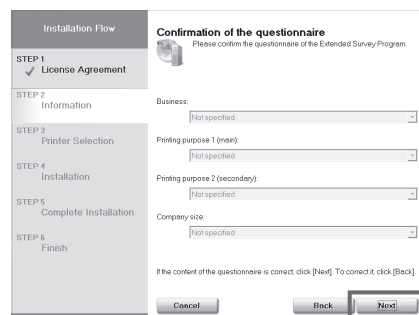 Installation Flow
STEP 1
License Agreement
STEP 2
Information
STEP 3
Printer Selection
STEP 4
Installation
STEP 5
Complete Installation
STEP 6
Finish
Confirmation of the questionnaire
Please confirm the questionnaire of the Extended Survey Program.
Business:
Not specified
Printing purpose 1 (main):
Not specified
Printing purpose 2 (secondary):
Not specified
Company size:
Not specified
If the content of the questionnaire is correct, click [Next]. To correct it, click [Back].
Cancel
Back
Next